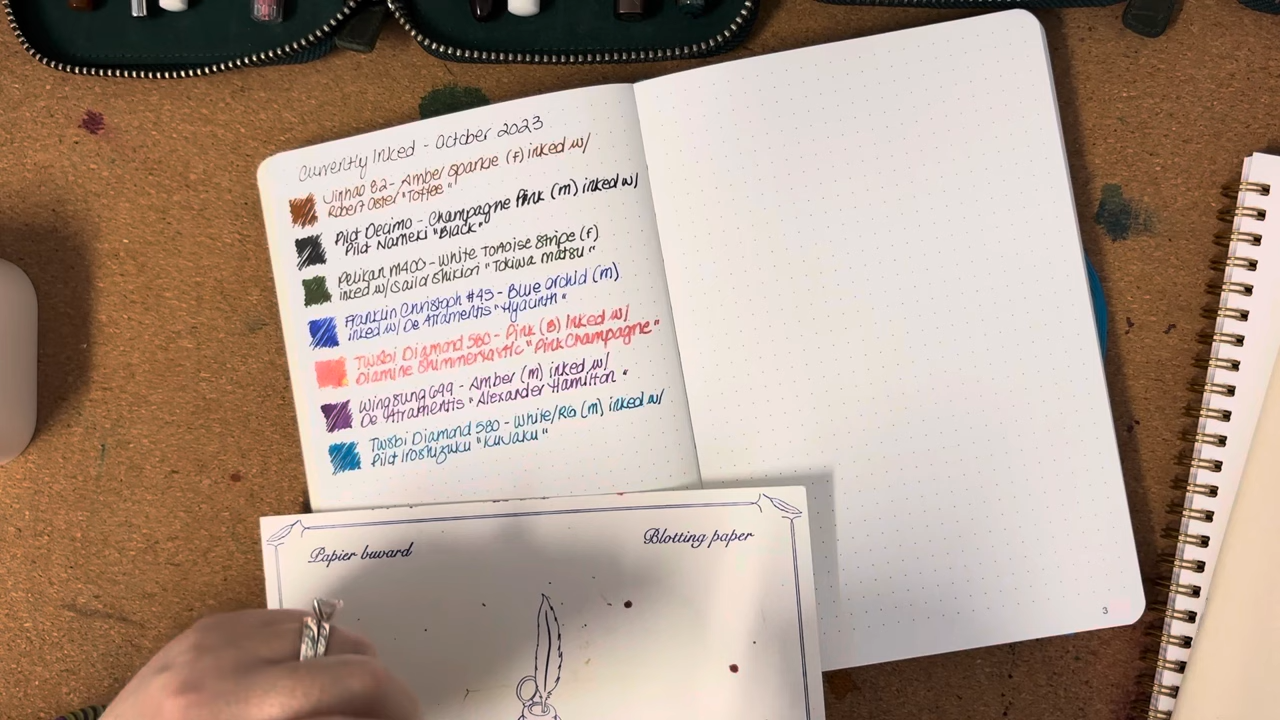 Currently Inked - October 2023
Jinhao 82 - Amber Sparkle (f) inked w/
Robert Oster "Toffee"
Pilot Decimo - Champagne Pink (m) inked w/
Pilot Nameki "Black"
Pelikan m400 - White Tortoise Stripe (f)
inked w/ Sailor Shikiori "Tokiwa matsu"
Franklin Christoph #45 - Blue Orchid (m)
inked w/ De Atramentis "Hyacinth"
Twsbi Diamond 580 - Pink (B) Inked w/
Diamine Shimmertastic "Pink Champagne"
Wingsung 699 - Amber (m) inked w/
De Atramentis "Alexander Hamilton"
Twsbi Diamond 580 - White/RG (m) inked w/
Pilot Iroshizuku "Kujaku"
Papier buvard
Blotting paper
3